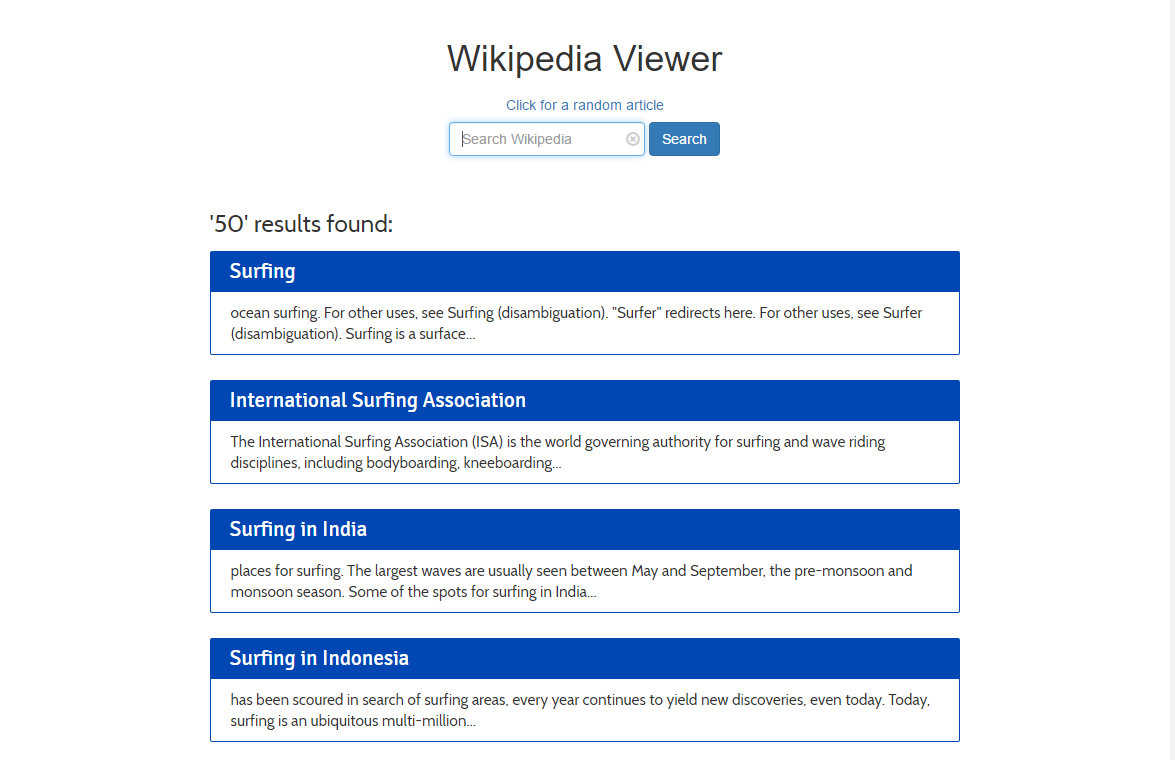 Wikipedia Viewer
Click for a random article
Search Wikipedia
Search
'50' results found:
Surfing
ocean surfing. For other uses, see Surfing (disambiguation). "Surfer" redirects here. For other uses, see Surfer
(disambiguation). Surfing is a surface...
International Surfing Association
The International Surfing Association (ISA) is the world governing authority for surfing and wave riding
disciplines, including bodyboarding, kneeboarding...
Surfing in India
places for surfing. The largest waves are usually seen between May and September, the pre-monsoon and
monsoon season. Some of the spots for surfing in India...
Surfing in Indonesia
has been scoured in search of surfing areas, every year continues to yield new discoveries, even today. Today,
surfing is an ubiquitous multi-million...